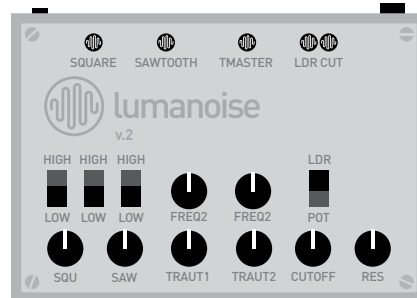 SQUARE SAWTOOTH TMASTER LDR CUT
lumanoise
v.2
HIGH HIGH HIGH LDR
LOW LOW LOW FREQ2 FREQ2 POT
SQU SAW TRAUT1 TRAUT2 CUTOFF RES